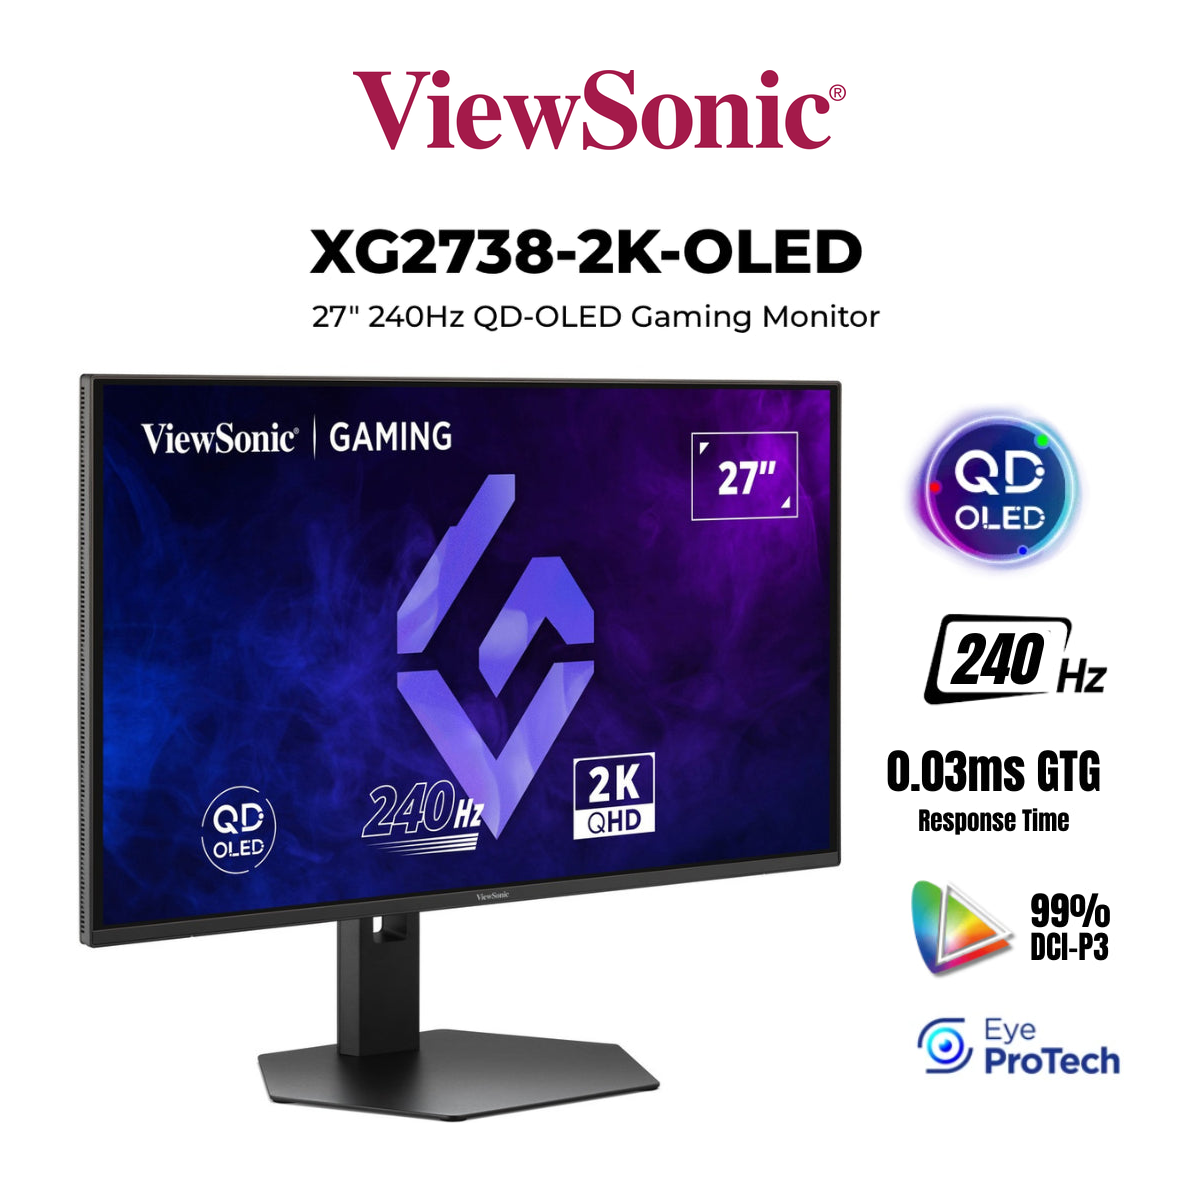 ViewSonic®
XG2738-2K-OLED
27" 240Hz QD-OLED Gaming Monitor
ViewSonic® | GAMING
27"
QD
OLED
240Hz
2K
QHD
ViewSonic
QD
OLED
240 Hz
0.03ms GTG
Response Time
99%
DCI-P3
Eye
ProTech